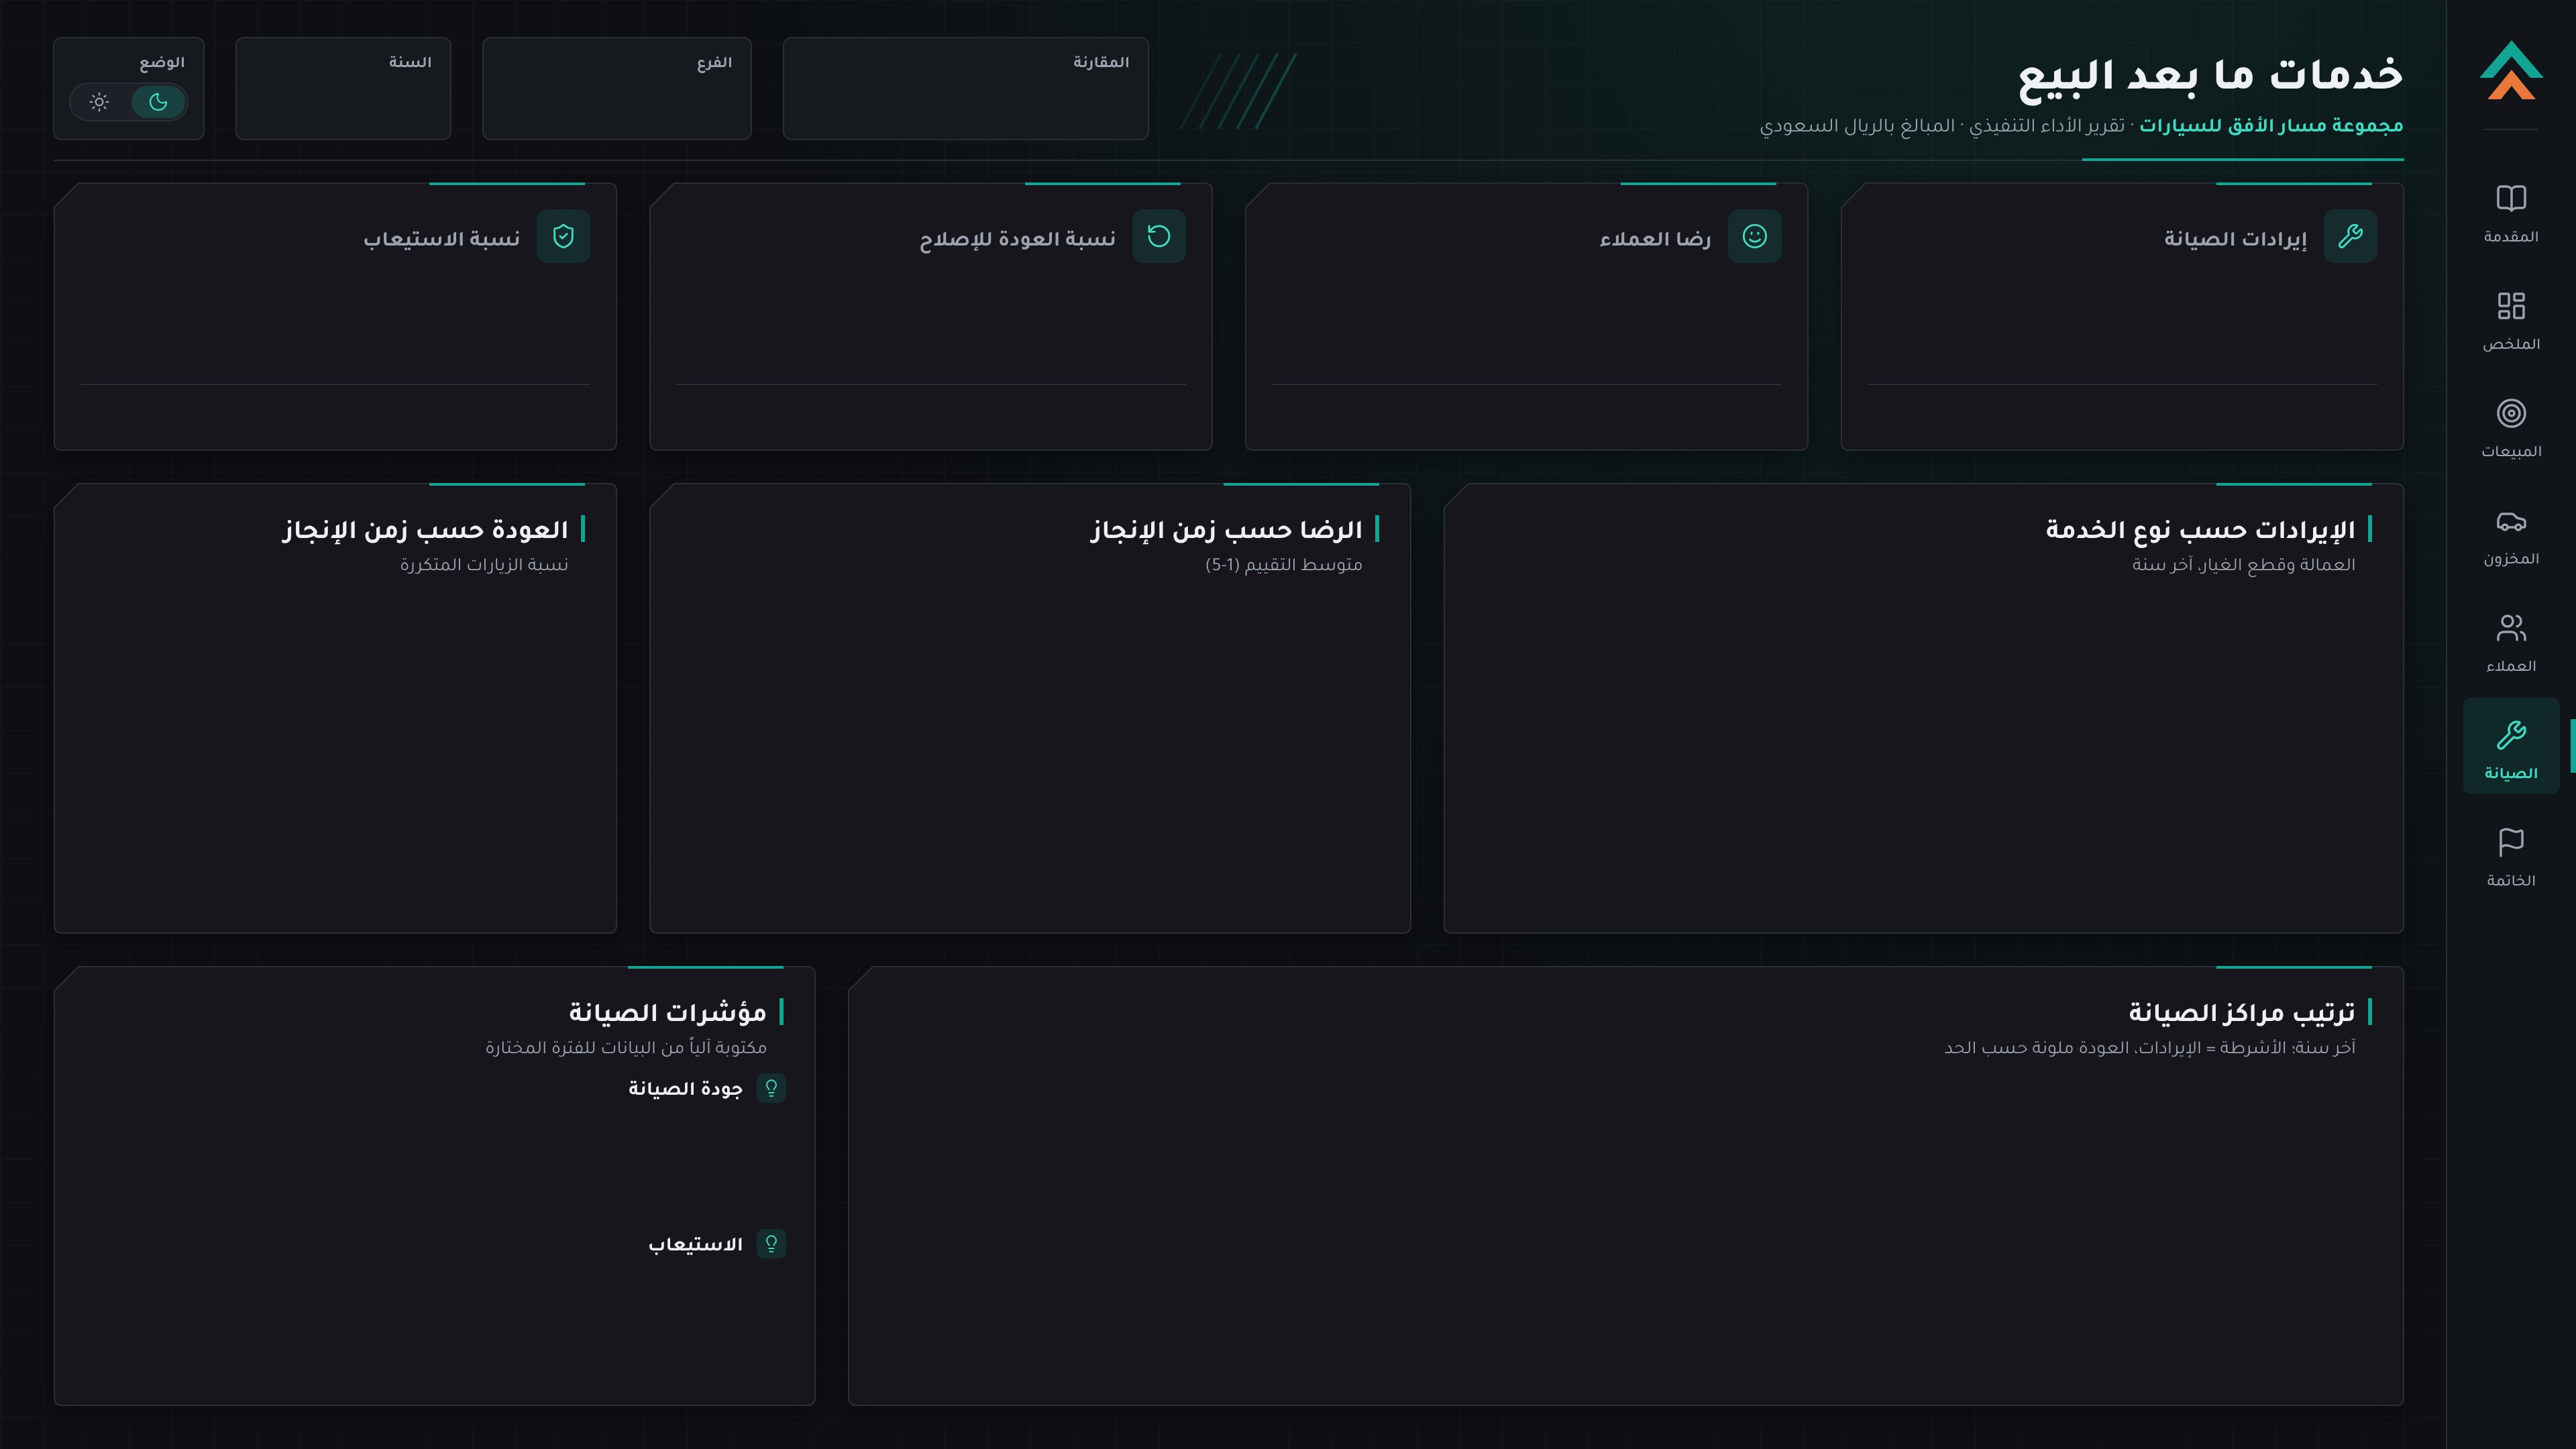 خدمات ما بعد البيع
مجموعة مسار الأفق للسيارات · تقرير الأداء التنفيذي · المبالغ بالريال السعودي
المقارنة
الفرع
السنة
الوضع
المقدمة
الملخص
المبيعات
المخزون
العملاء
الصيانة
الخاتمة
إيرادات الصيانة
رضا العملاء
نسبة العودة للإصلاح
نسبة الاستيعاب
الإيرادات حسب نوع الخدمة
العمالة وقطع الغيار، آخر سنة
الرضا حسب زمن الإنجاز
متوسط التقييم (1-5)
العودة حسب زمن الإنجاز
نسبة الزيارات المتكررة
ترتيب مراكز الصيانة
آخر سنة؛ الأشرطة = الإيرادات، العودة ملونة حسب الحد
مؤشرات الصيانة
مكتوبة آلياً من البيانات للفترة المختارة
جودة الصيانة
الاستيعاب